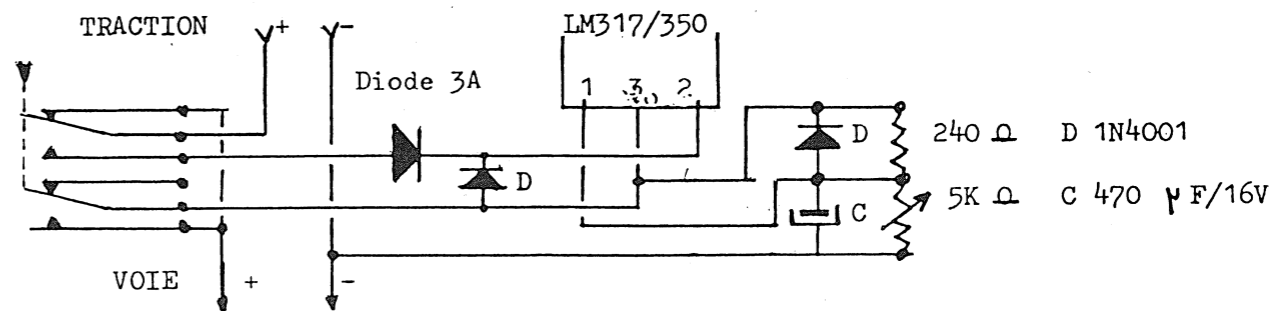 TRACTION + -
LM317/350
Diode 3A
1 3 2
D 240 Ω D 1N4001
D
C 5K Ω C 470 µF/16V
VOIE + -